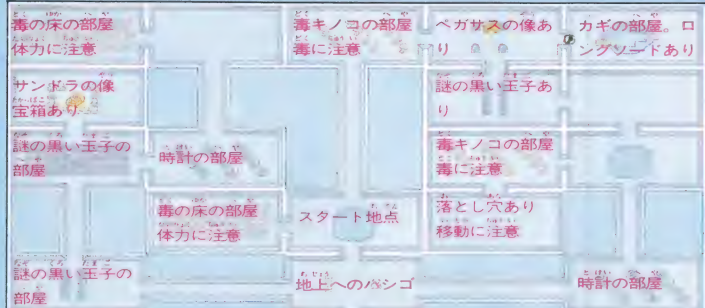 毒の床の部屋
体力に注意
毒キノコの部屋
毒に注意
ペガサスの像あ
り
カギの部屋。ロ
ングソードあり
サンドラの像
宝箱あり
謎の黒い玉子あ
り
謎の黒い玉子の
部屋
時計の部屋
毒キノコの部屋
毒に注意
毒の床の部屋
体力に注意
スタート地点
落とし穴あり
移動に注意
謎の黒い玉子の
部屋
地上へのハシゴ
時計の部屋